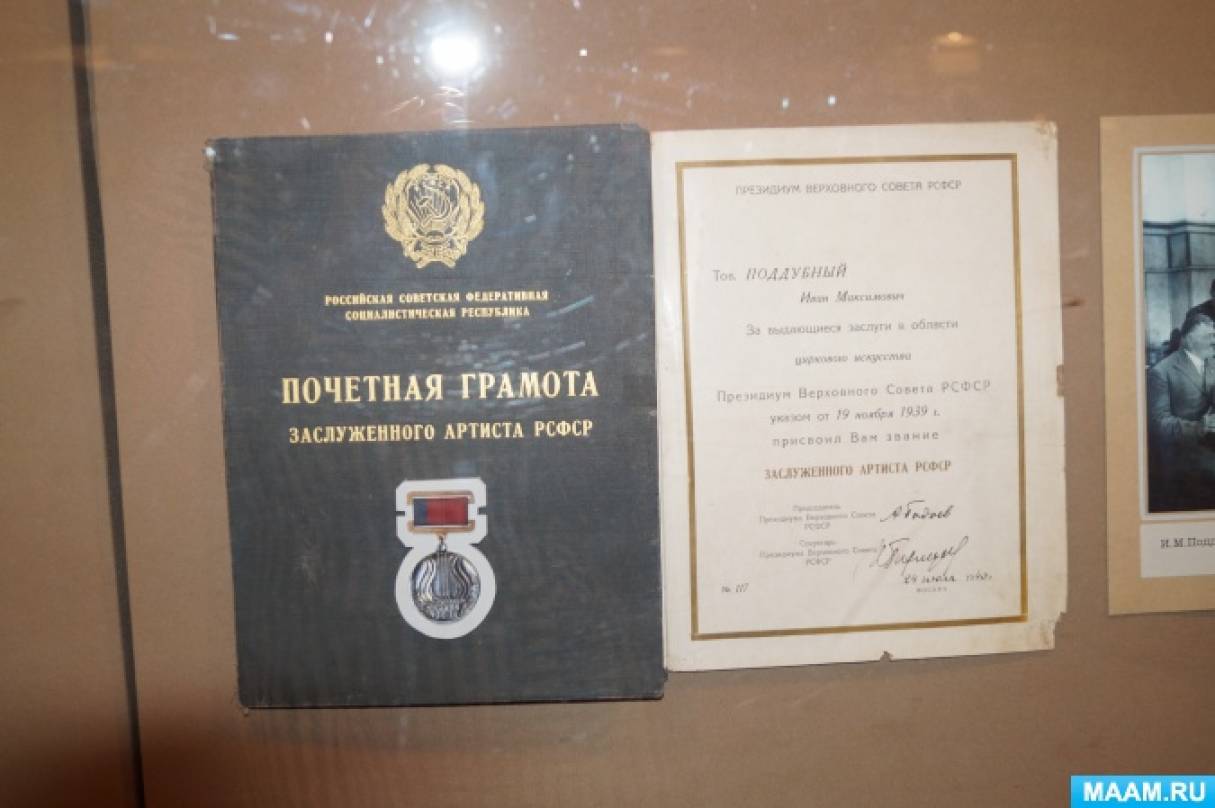 РОССИЙСКАЯ СОВЕТСКАЯ ФЕДЕРАТИВНАЯ
СОЦИАЛИСТИЧЕСКАЯ РЕСПУБЛИКА
ПОЧЕТНАЯ ГРАМОТА
ЗАСЛУЖЕННОГО АРТИСТА РСФСР
ПРЕЗИДИУМ ВЕРХОВНОГО СОВЕТА РСФСР
Тов. ПОДДУБНЫЙ
Иван Максимович
За выдающиеся заслуги в области
циркового искусства
Президиум Верховного Совета РСФСР
указом от 19 ноября 1939 г.
присвоил Вам звание
ЗАСЛУЖЕННОГО АРТИСТА РСФСР
Председатель
Президиума Верховного Совета
РСФСР
Секретарь
Президиума Верховного Совета
РСФСР
№ 117
МОСКВА
И.М.Подд
MAAM.RU